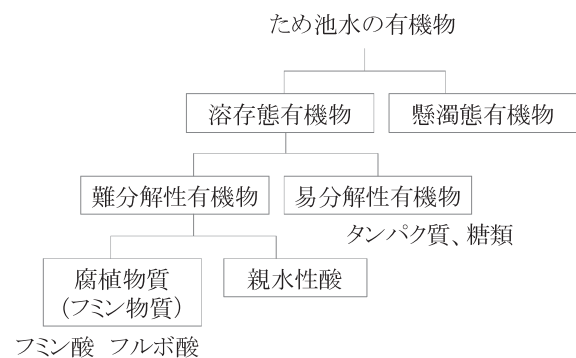 ため池水の有機物
溶存態有機物
懸濁態有機物
難分解性有機物
易分解性有機物
タンパク質、糖類
腐植物質
（フミン物質）
親水性酸
フミン酸 フルボ酸